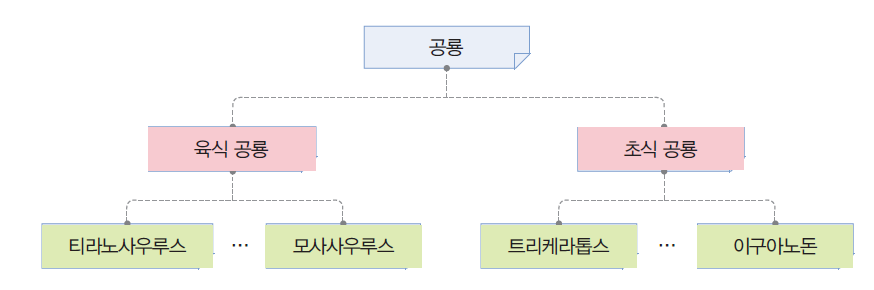 공룡
육식 공룡
초식 공룡
티라노사우루스 … 모사사우루스
트리케라톱스 … 이구아노돈